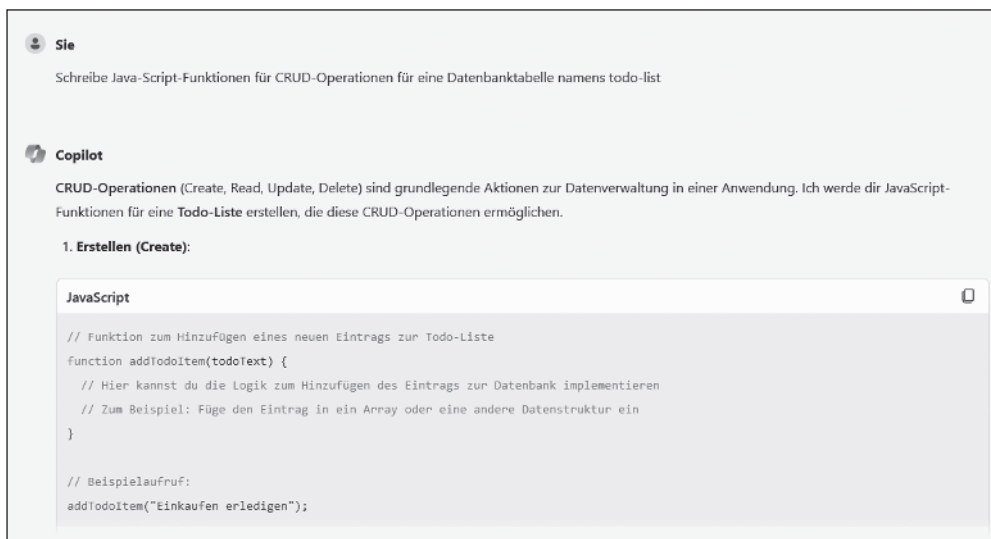 Sie
Schreibe Java-Script-Funktionen für CRUD-Operationen für eine Datenbanktabelle namens todo-list
Copilot
CRUD-Operationen (Create, Read, Update, Delete) sind grundlegende Aktionen zur Datenverwaltung in einer Anwendung. Ich werde dir JavaScript-
Funktionen für eine Todo-Liste erstellen, die diese CRUD-Operationen ermöglichen.
1. Erstellen (Create):
JavaScript
// Funktion zum Hinzufügen eines neuen Eintrags zur Todo-Liste
function addTodoItem(todoText) {
// Hier kannst du die Logik zum Hinzufügen des Eintrags zur Datenbank implementieren
// Zum Beispiel: Füge den Eintrag in ein Array oder eine andere Datenstruktur ein
}
// Beispielaufruf:
addTodoItem("Einkaufen erledigen");